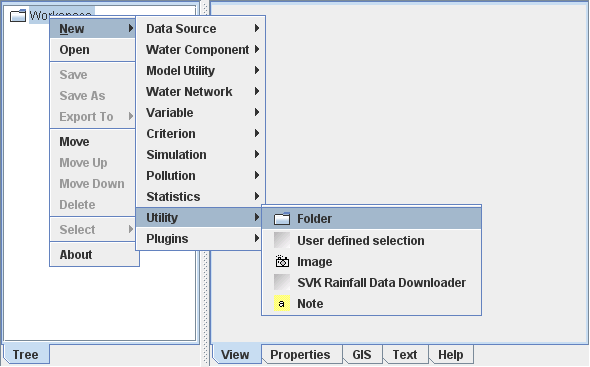 Workspace
New
Open
Save
Save As
Export To
Move
Move Up
Move Down
Delete
Select
About
Data Source
Water Component
Model Utility
Water Network
Variable
Criterion
Simulation
Pollution
Statistics
Utility
Plugins
Folder
User defined selection
Image
SVK Rainfall Data Downloader
a Note
Tree
View Properties GIS Text Help